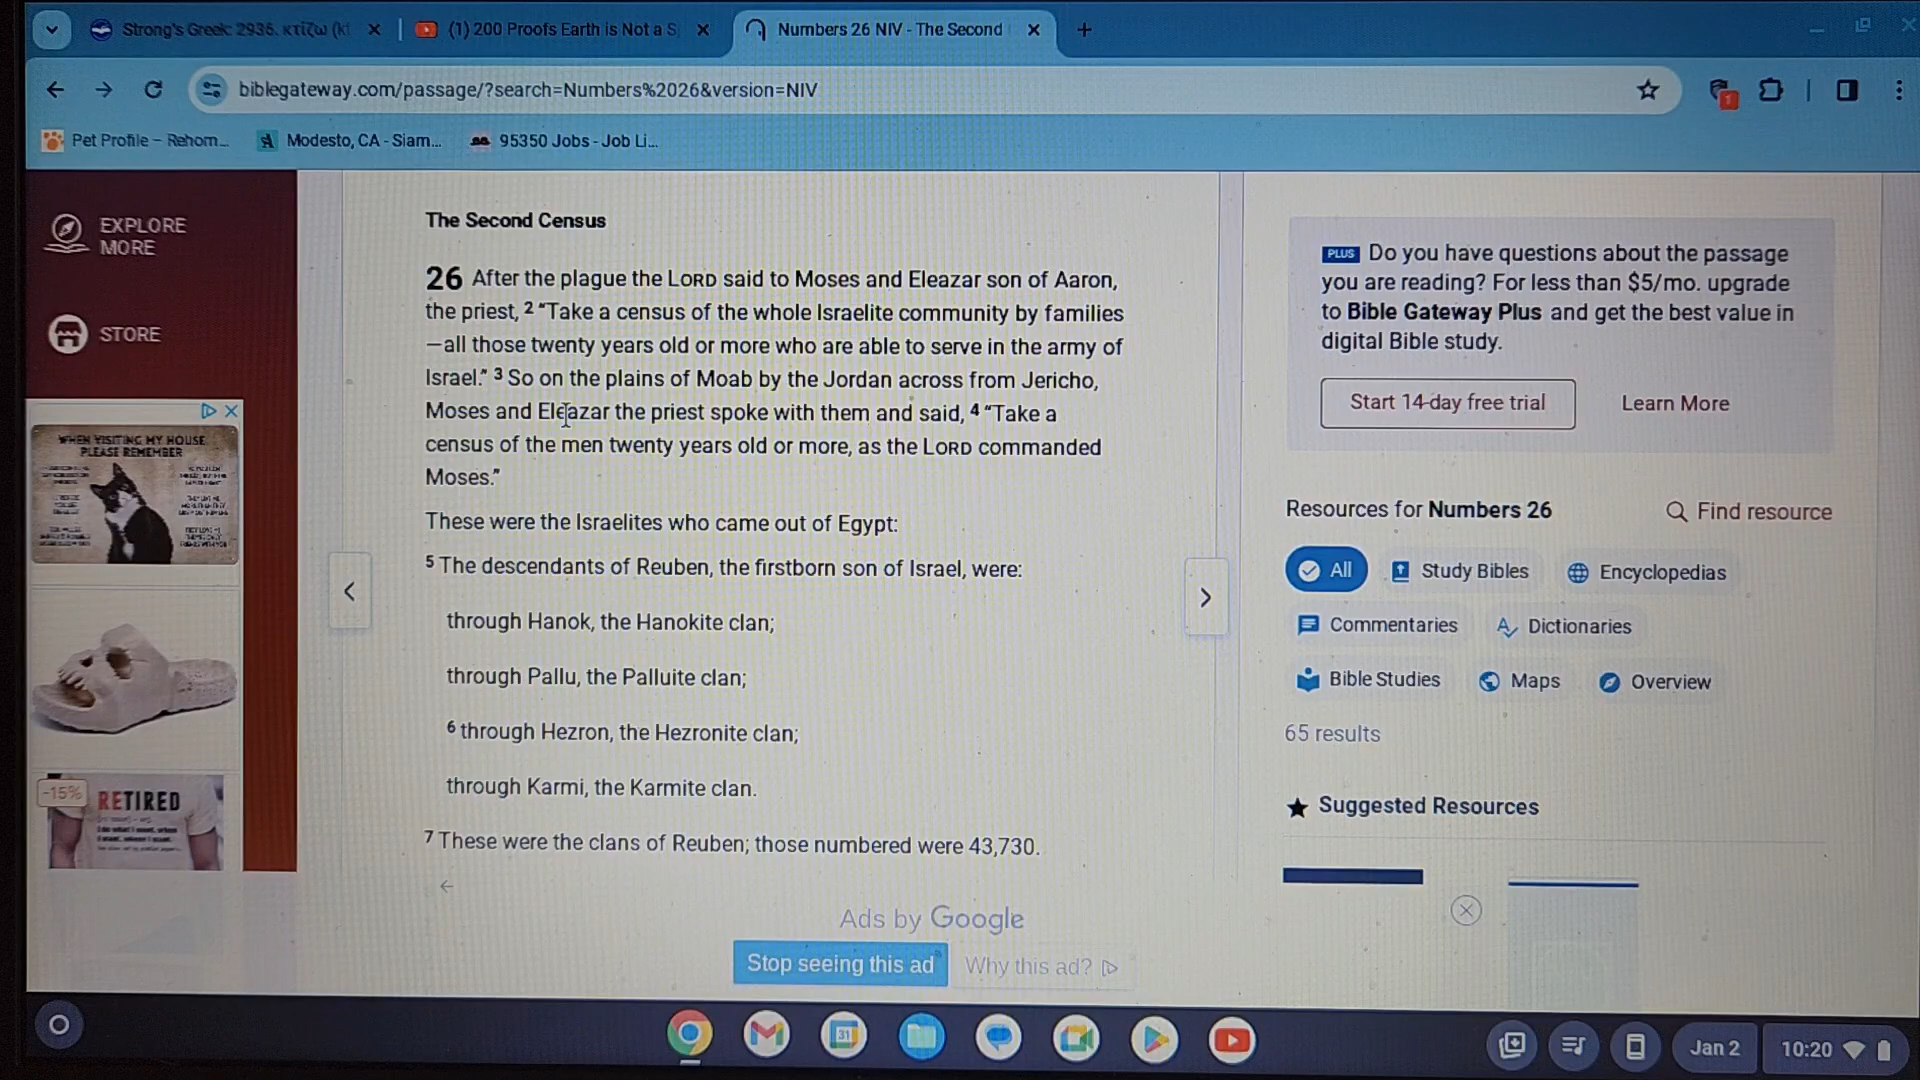 Strong's Greek: 2936. κτίζω (kt
(1) 200 Proofs Earth is Not a S
Numbers 26 NIV - The Second
biblegateway.com/passage/?search=Numbers%2026&version=NIV
1
Pet Profile – Rehom...
Modesto, CA - Siam...
95350 Jobs - Job Li...
EXPLORE
MORE
STORE
WHEN VISITING MY HOUSE
PLEASE REMEMBER
-15%
RETIRED
The Second Census
26 After the plague the LORD said to Moses and Eleazar son of Aaron,
the priest, 2 “Take a census of the whole Israelite community by families
—all those twenty years old or more who are able to serve in the army of
Israel.” 3 So on the plains of Moab by the Jordan across from Jericho,
Moses and Eleazar the priest spoke with them and said, 4 “Take a
census of the men twenty years old or more, as the LORD commanded
Moses.”
These were the Israelites who came out of Egypt:
5 The descendants of Reuben, the firstborn son of Israel, were:
through Hanok, the Hanokite clan;
through Pallu, the Palluite clan;
6 through Hezron, the Hezronite clan;
through Karmi, the Karmite clan.
7 These were the clans of Reuben; those numbered were 43,730.
Ads by Google
Stop seeing this ad
Why this ad?
PLUS Do you have questions about the passage
you are reading? For less than $5/mo. upgrade
to Bible Gateway Plus and get the best value in
digital Bible study.
Start 14-day free trial
Learn More
Resources for Numbers 26
Find resource
All
Study Bibles
Encyclopedias
Commentaries
Dictionaries
Bible Studies
Maps
Overview
65 results
Suggested Resources
31
Jan 2
10:20